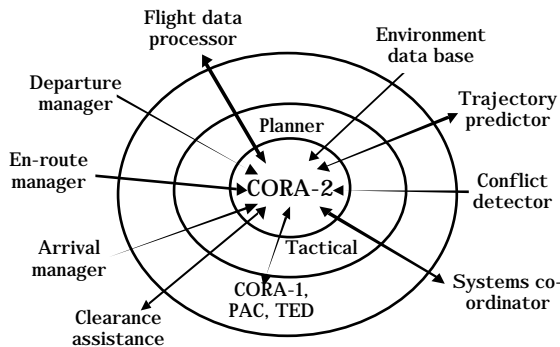 Flight data
processor
Environment
data base
Departure
manager
Trajectory
predictor
Planner
En-route
manager
CORA-2
Conflict
detector
Tactical
Arrival
manager
CORA-1,
PAC, TED
Systems co-
ordinator
Clearance
assistance